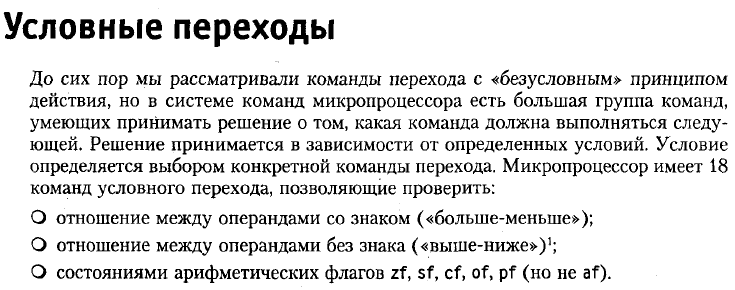 Условные переходы
До сих пор мы рассматривали команды перехода с «безусловным» принципом
действия, но в системе команд микропроцессора есть большая группа команд,
умеющих принимать решение о том, какая команда должна выполняться следу-
ющей. Решение принимается в зависимости от определенных условий. Условие
определяется выбором конкретной команды перехода. Микропроцессор имеет 18
команд условного перехода, позволяющие проверить:
О отношение между операндами со знаком («больше-меньше»);
О отношение между операндами без знака («выше-ниже»)¹;
О состояниями арифметических флагов zf, sf, cf, of, pf (но не af).